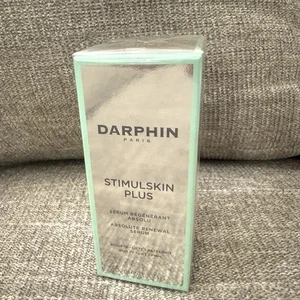 DARPHIN
PARIS
STIMULSKIN
PLUS
SÉRUM RÉGÉNÉRANT
ABSOLU
ABSOLUTE RENEWAL
SERUM